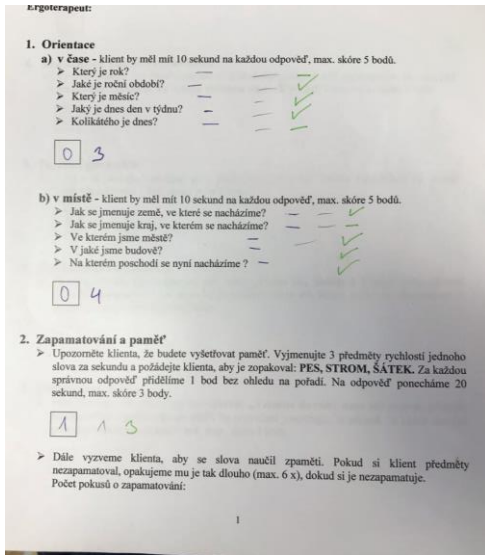 Ergoterapeut:
1. Orientace
a) v čase - klient by měl mít 10 sekund na každou odpověď, max. skóre 5 bodů.
➢ Který je rok? — — —
➢ Jaké je roční období? — — ✓
➢ Který je měsíc? — — ✓
➢ Jaký je dnes den v týdnu? — — ✓
➢ Kolikátého je dnes? — — —
0 3
b) v místě - klient by měl mít 10 sekund na každou odpověď, max. skóre 5 bodů.
➢ Jak se jmenuje země, ve které se nacházíme? — — ✓
➢ Jak se jmenuje kraj, ve kterém se nacházíme? — — —
➢ Ve kterém jsme městě? — — ✓
➢ V jaké jsme budově? — ✓
➢ Na kterém poschodí se nyní nacházíme ? — ✓
0 4
2. Zapamatování a paměť
➢ Upozorněte klienta, že budete vyšetřovat paměť. Vyjmenujte 3 předměty rychlostí jednoho
slova za sekundu a požádejte klienta, aby je zopakoval: PES, STROM, ŠÁTEK. Za každou
správnou odpověď přidělíme 1 bod bez ohledu na pořadí. Na odpověď ponecháme 20
sekund, max. skóre 3 body.
1 1 3
➢ Dále vyzveme klienta, aby se slova naučil zpaměti. Pokud si klient předměty
nezapamatoval, opakujeme mu je tak dlouho (max. 6 x), dokud si je nezapamatuje.
Počet pokusů o zapamatování:
1